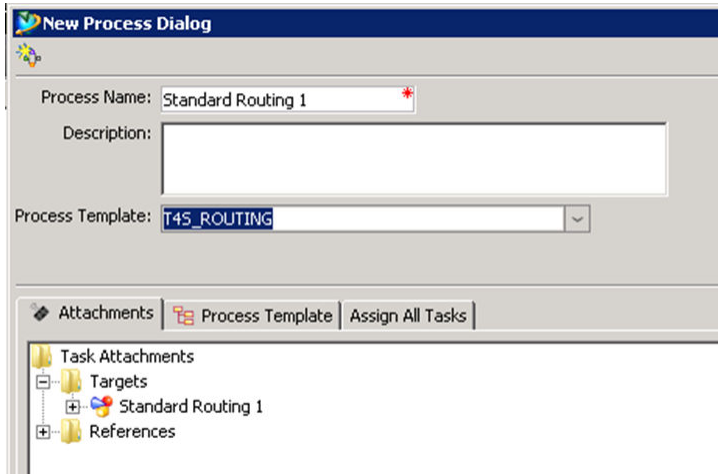 New Process Dialog
Process Name: Standard Routing 1 *
Description:
Process Template: T4S_ROUTING
Attachments Process Template Assign All Tasks
Task Attachments
Targets
Standard Routing 1
References